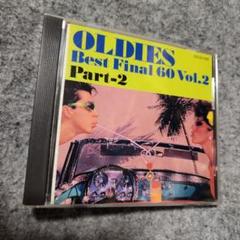 OLDIES
Best Final 60 Vol.2
Part-2